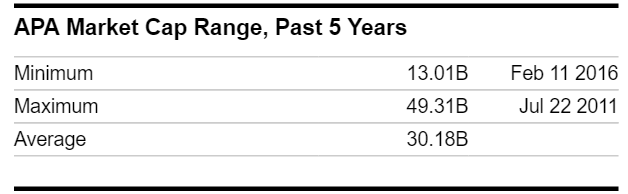 APA Market Cap Range, Past 5 Years
Minimum 13.01B Feb 11 2016
Maximum 49.31B Jul 22 2011
Average 30.18B